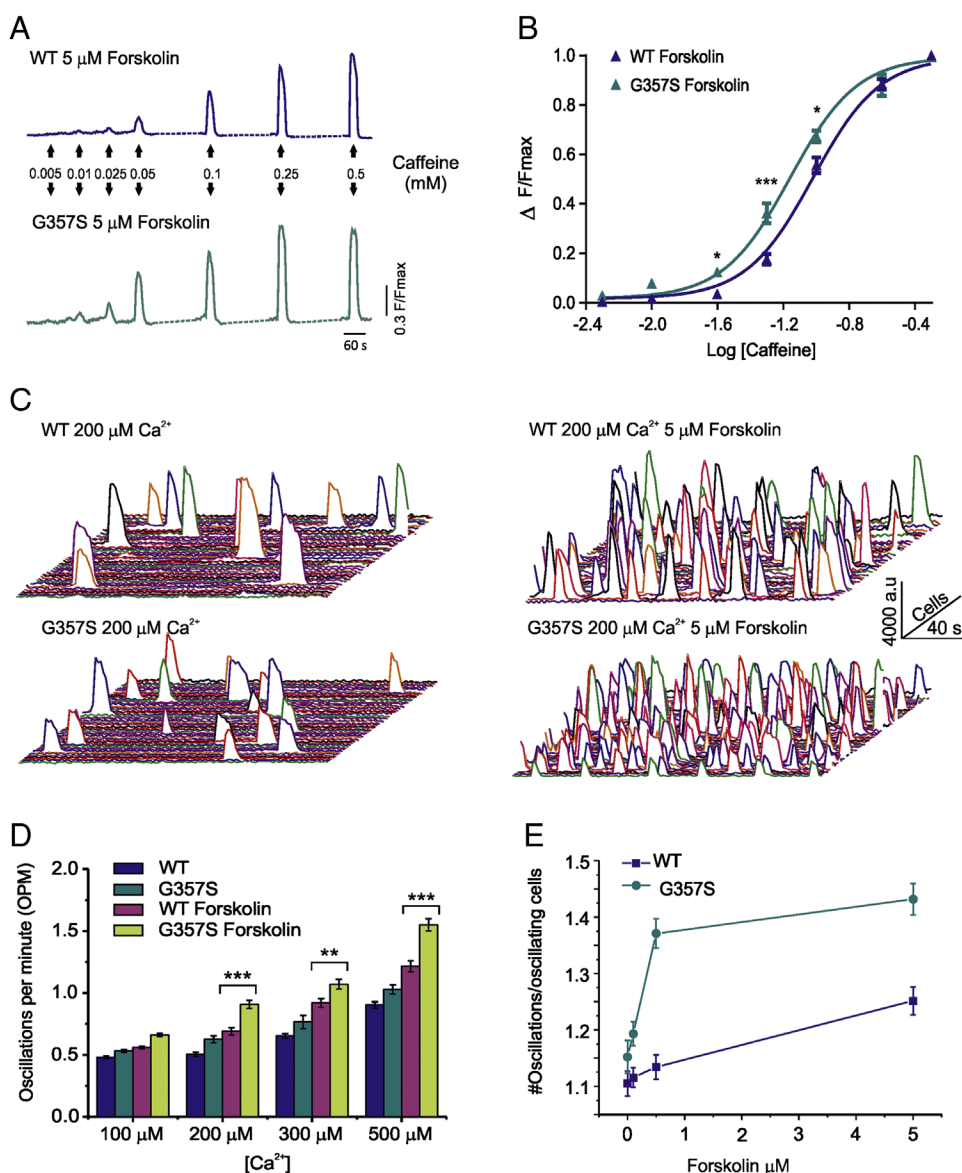 A
WT 5 μM Forskolin
0.005 0.01 0.025 0.05 0.1 0.25 0.5
Caffeine
(mM)
G357S 5 μM Forskolin
0.3 F/Fmax
60 s
B
WT Forskolin
G357S Forskolin
Δ F/Fmax
1.0
0.8
0.6
0.4
0.2
0.0
*
***
*
-2.4 -2.0 -1.6 -1.2 -0.8 -0.4
Log [Caffeine]
C
WT 200 μM Ca²⁺
WT 200 μM Ca²⁺ 5 μM Forskolin
G357S 200 μM Ca²⁺
G357S 200 μM Ca²⁺ 5 μM Forskolin
4000 a.u
Cells
40 s
D
WT
G357S
WT Forskolin
G357S Forskolin
Oscillations per minute (OPM)
2.0
1.5
1.0
0.5
0.0
***
**
***
100 μM 200 μM 300 μM 500 μM
[Ca²⁺]
E
WT
G357S
#Oscillations/oscillating cells
1.5
1.4
1.3
1.2
1.1
0 1 2 3 4 5
Forskolin μM